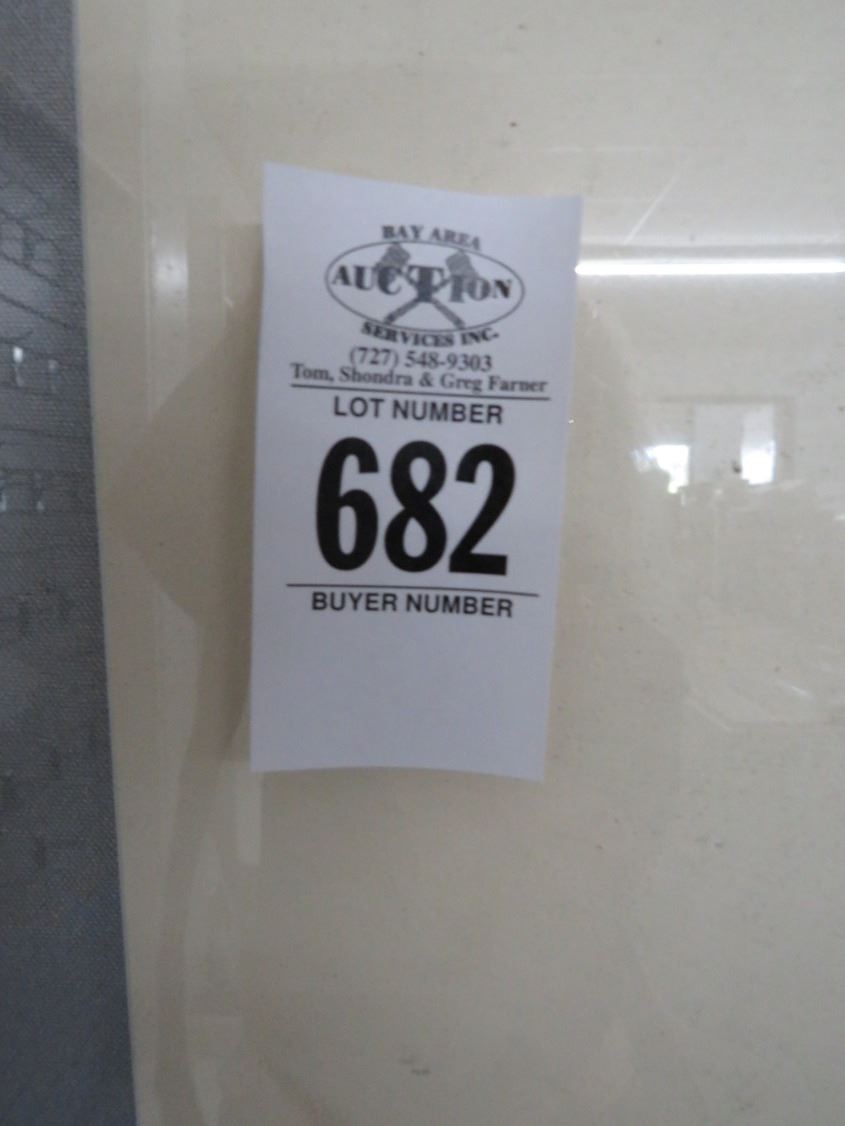 BAY AREA
AUCTION
SERVICES INC.
(727) 548-9303
Tom, Shondra & Greg Farner
LOT NUMBER
682
BUYER NUMBER